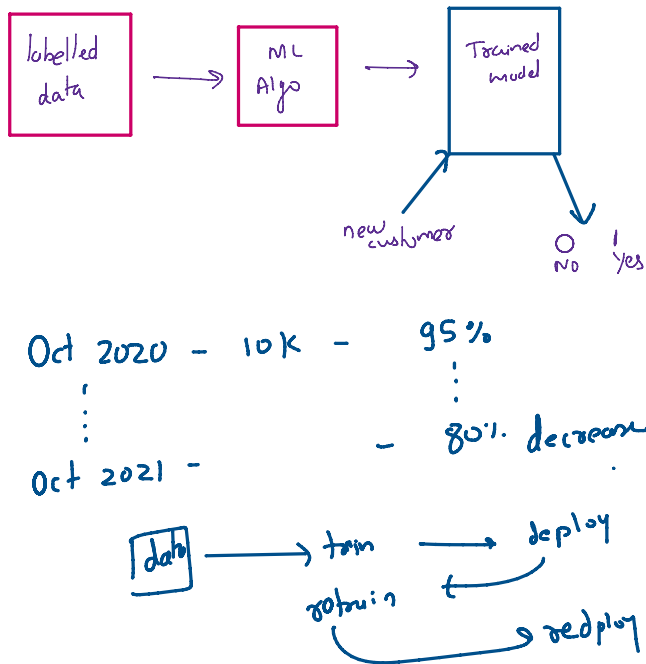 labelled
data
ML
Algo
Trained
model
new
customer
0
NO
1
Yes
Oct 2020 - 10K - 95%
Oct 2021 - - 80% decrease
data
train
deploy
retrain
redploy